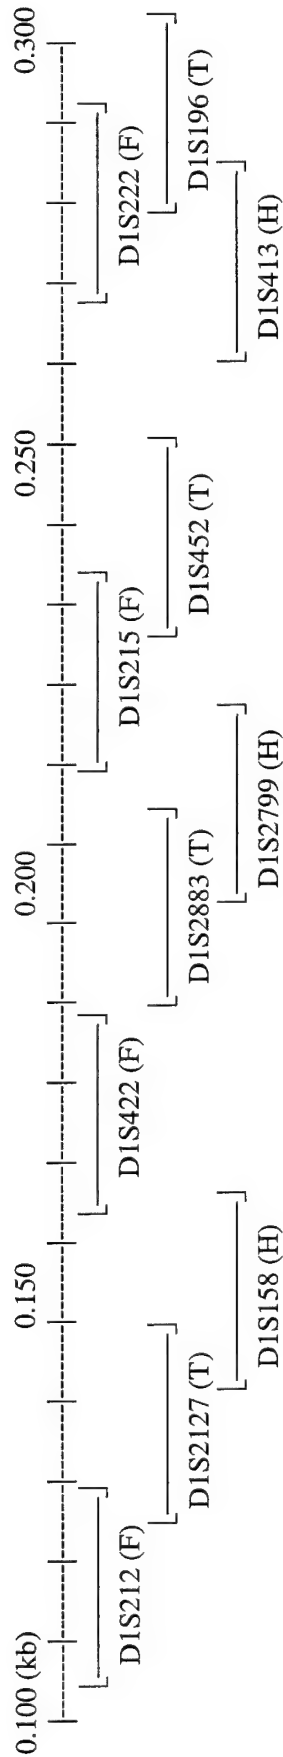 0.100 (kb) 0.150 0.200 0.250 0.300
D1S212 (F) D1S422 (F) D1S215 (F) D1S222 (F)
D1S2127 (T) D1S2883 (T) D1S452 (T) D1S196 (T)
D1S158 (H) D1S2799 (H) D1S413 (H)